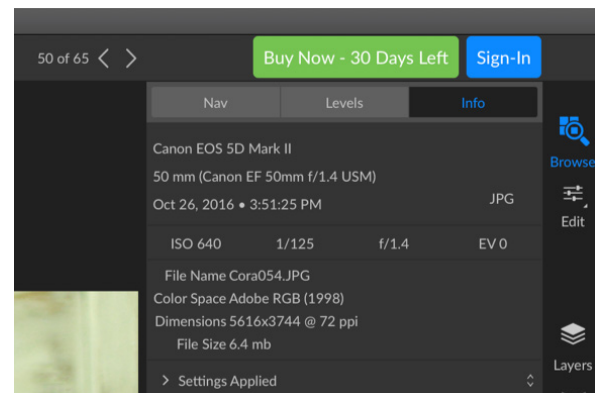 50 of 65
Buy Now - 30 Days Left
Sign-In
Nav
Levels
Info
Canon EOS 5D Mark II
50 mm (Canon EF 50mm f/1.4 USM)
Oct 26, 2016 • 3:51:25 PM
JPG
ISO 640
1/125
f/1.4
EV 0
File Name Cora054.JPG
Color Space Adobe RGB (1998)
Dimensions 5616x3744 @ 72 ppi
File Size 6.4 mb
Settings Applied
Browse
Edit
Layers